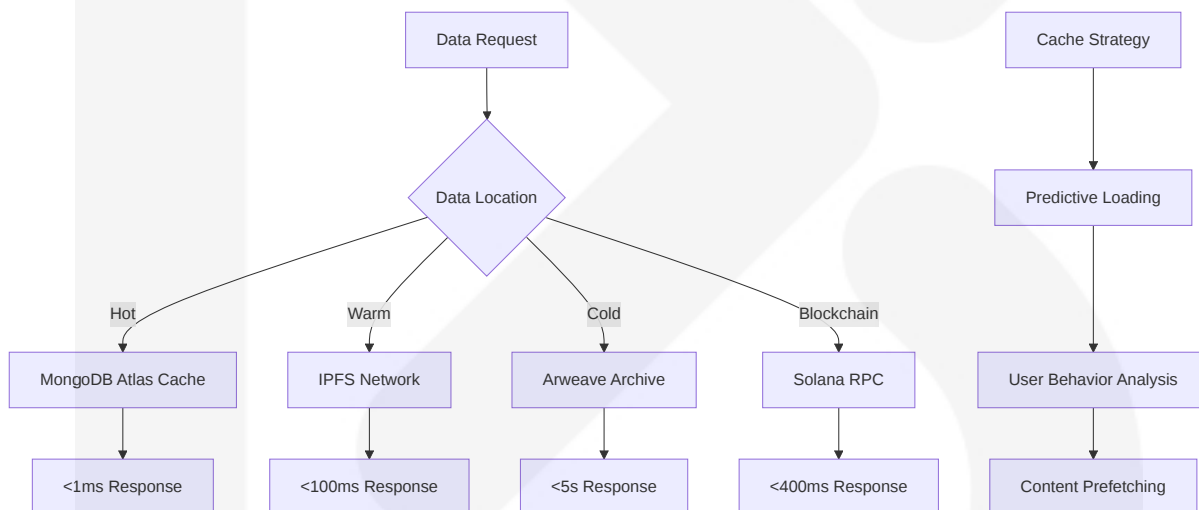 Data Request
Cache Strategy
Data Location
Predictive Loading
Hot
Warm
Cold
Blockchain
MongoDB Atlas Cache
IPFS Network
Arweave Archive
Solana RPC
User Behavior Analysis
<1ms Response
<100ms Response
<5s Response
<400ms Response
Content Prefetching